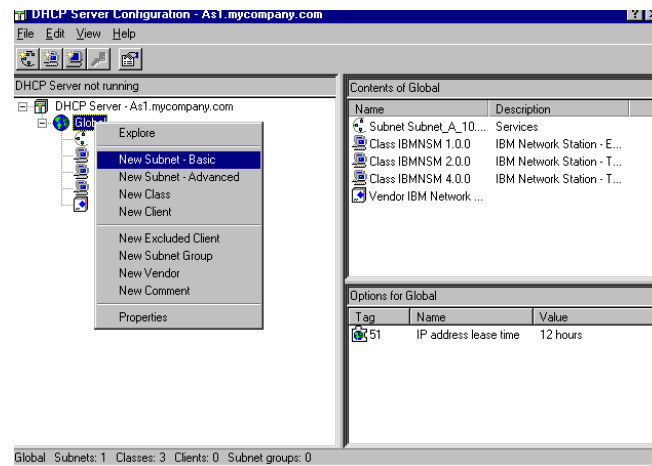 DHCP Server Configuration - As1.mycompany.com
File Edit View Help
DHCP Server not running
DHCP Server - As1.mycompany.com
Global
Explore
New Subnet - Basic
New Subnet - Advanced
New Class
New Client
New Excluded Client
New Subnet Group
New Vendor
New Comment
Properties
Contents of Global
Name Description
Subnet Subnet_A_10.... Services
Class IBMNSM 1.0.0 IBM Network Station - E...
Class IBMNSM 2.0.0 IBM Network Station - T...
Class IBMNSM 4.0.0 IBM Network Station - T...
Vendor IBM Network ...
Options for Global
Tag Name Value
51 IP address lease time 12 hours
Global Subnets: 1 Classes: 3 Clients: 0 Subnet groups: 0